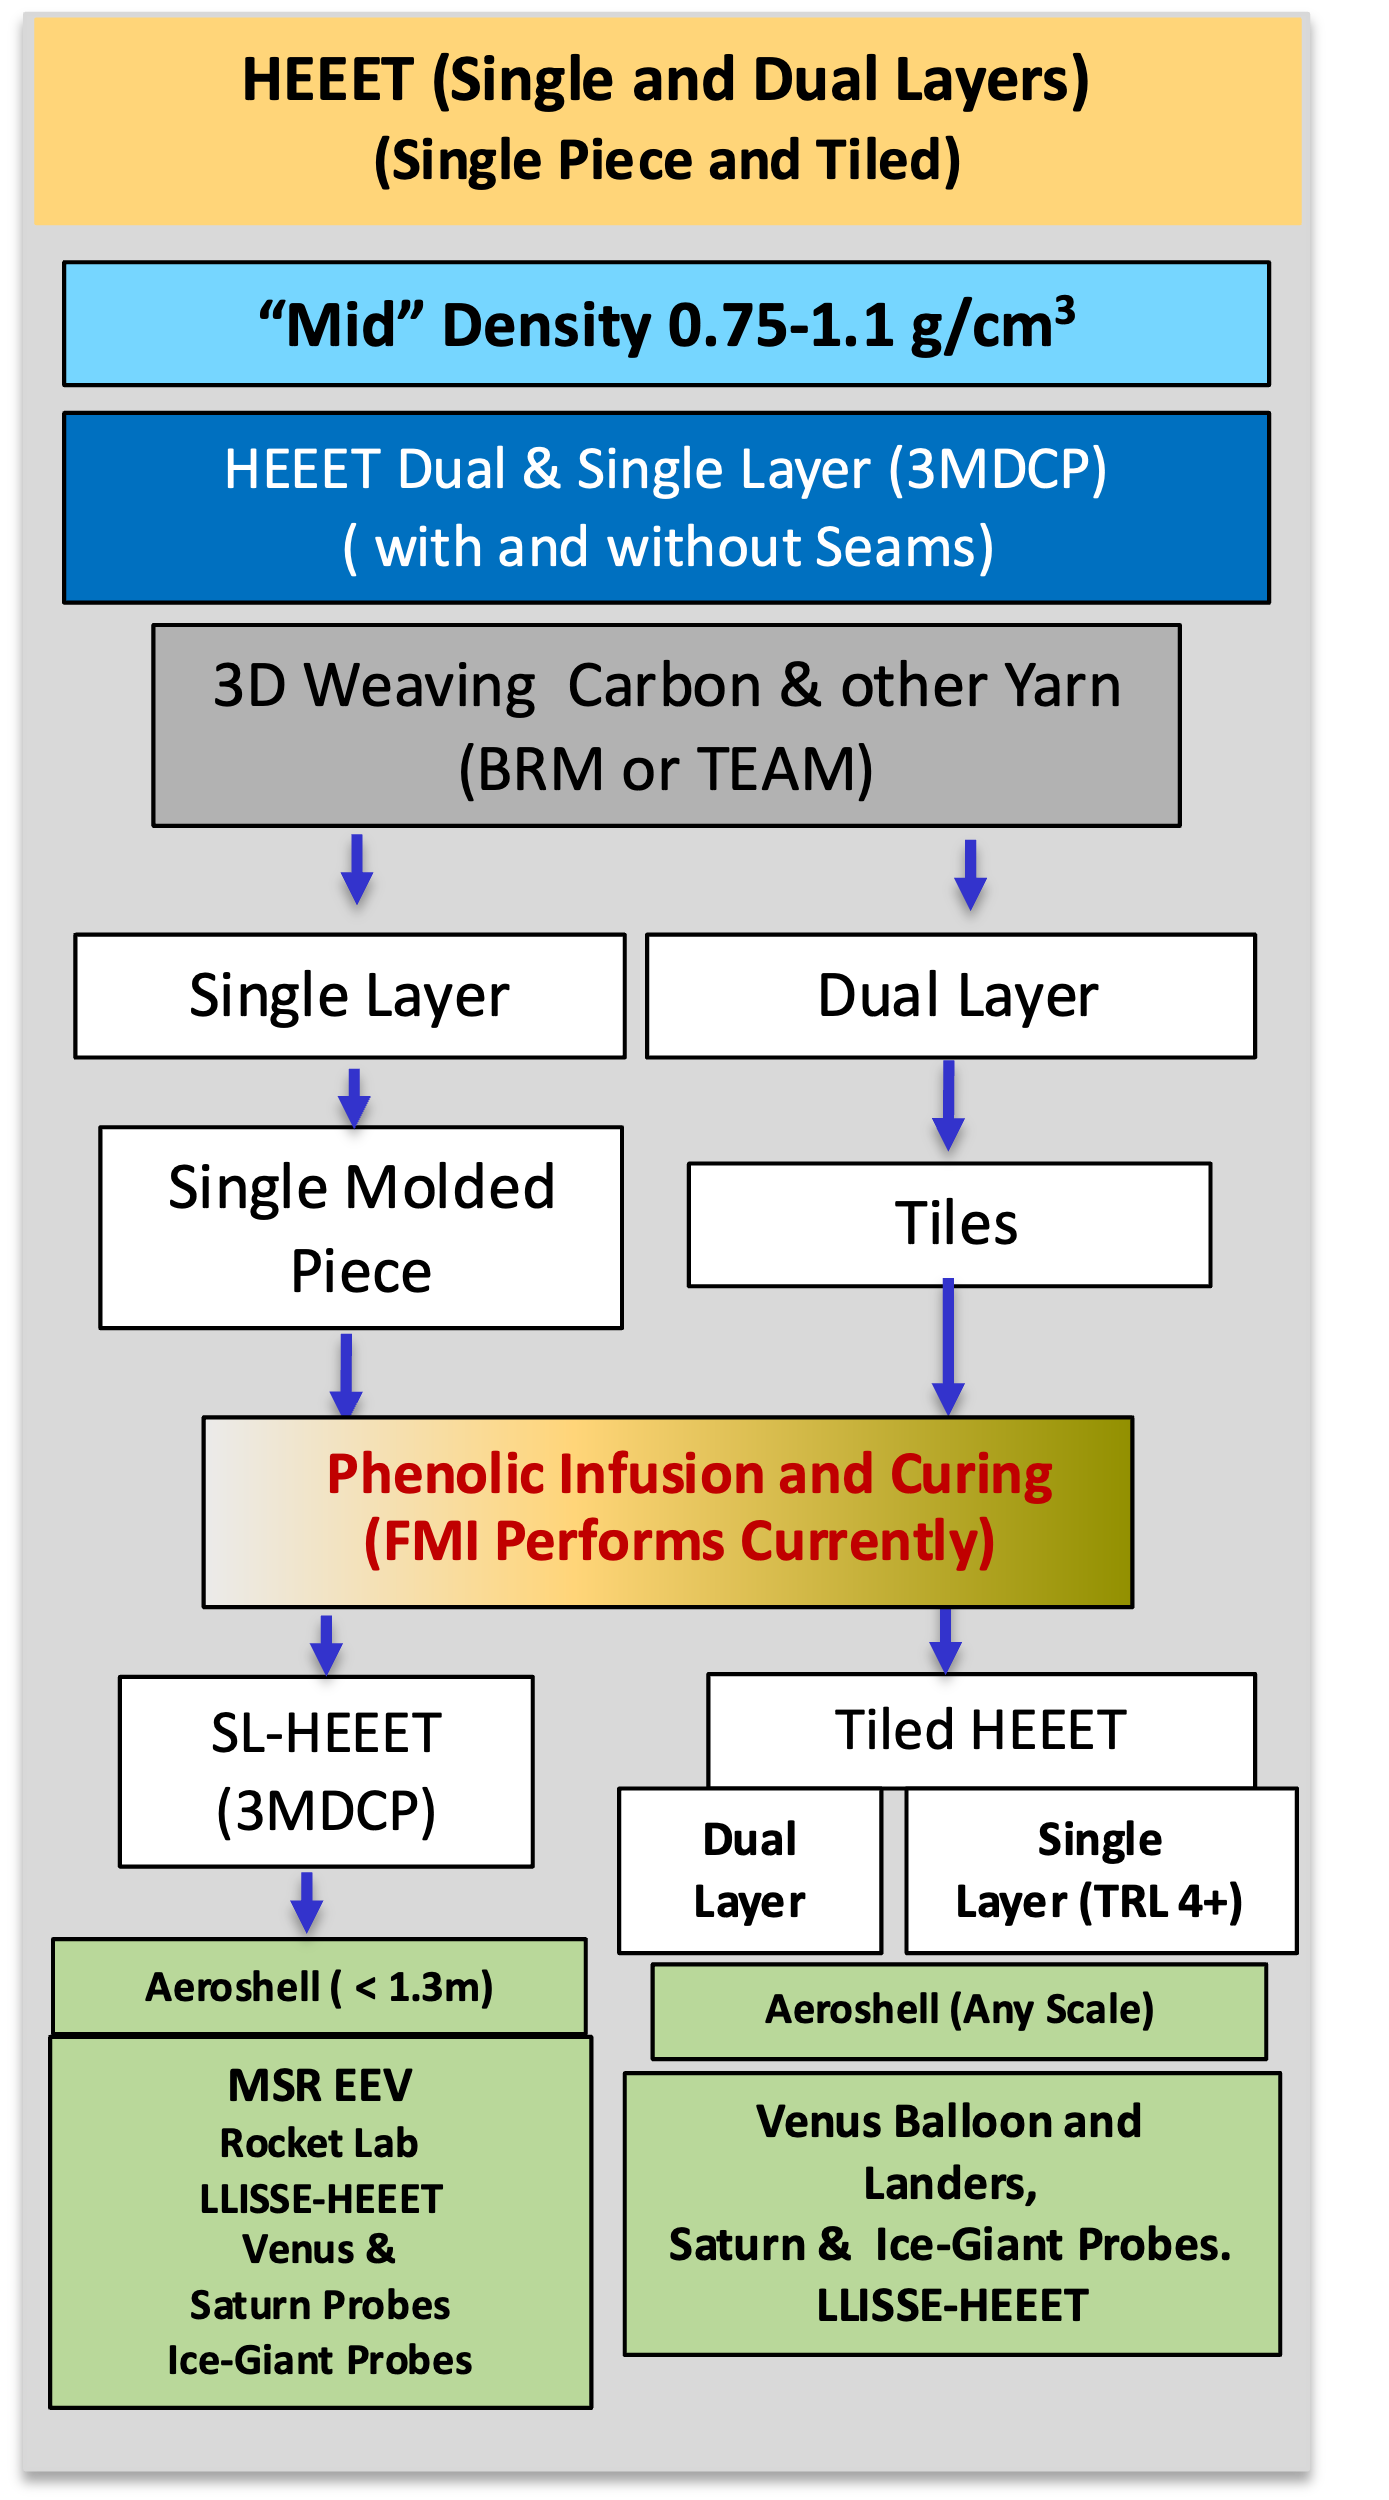 HEEET (Single and Dual Layers)
(Single Piece and Tiled)
“Mid” Density 0.75-1.1 g/cm³
HEEET Dual & Single Layer (3MDCP)
( with and without Seams)
3D Weaving  Carbon & other Yarn
(BRM or TEAM)
Single Layer
Dual Layer
Single Molded
Piece
Tiles
Phenolic Infusion and Curing
(FMI Performs Currently)
SL-HEEET
(3MDCP)
Tiled HEEET
Dual
Layer
Single
Layer (TRL 4+)
Aeroshell ( < 1.3m)
MSR EEV
Rocket Lab
LLISSE-HEEET
Venus &
Saturn Probes
Ice-Giant Probes
Aeroshell (Any Scale)
Venus Balloon and
Landers,
Saturn &  Ice-Giant Probes.
LLISSE-HEEET